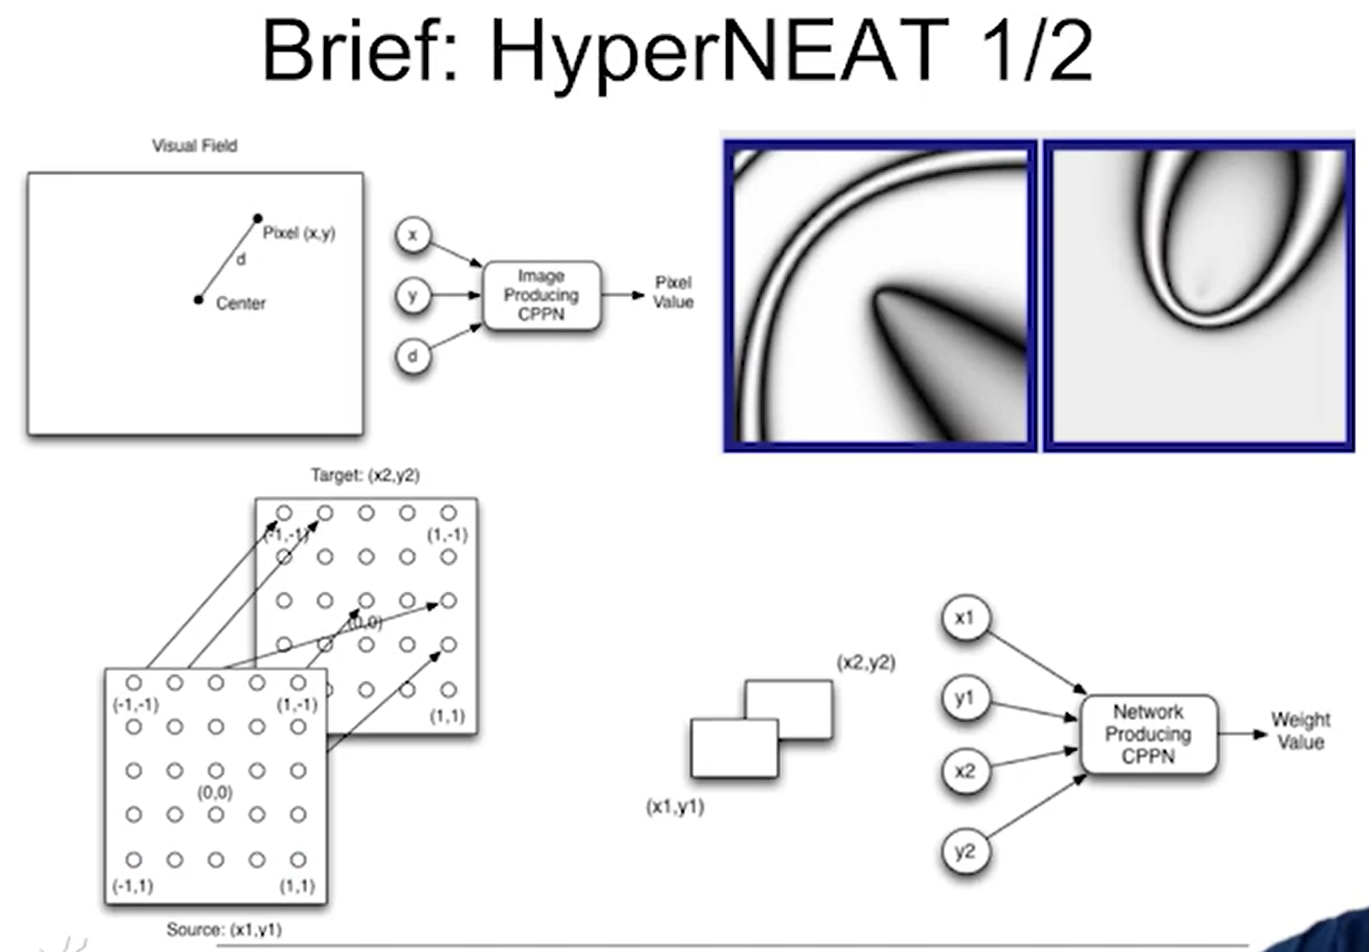 Brief: HyperNEAT 1/2
Visual Field
Pixel (x,y)
d
Center
x
y
d
Image
Producing
CPPN
Pixel
Value
Target: (x2,y2)
(-1,-1)
(1,-1)
(0,0)
(1,1)
(-1,-1)
(1,-1)
(0,0)
(-1,1)
(1,1)
Source: (x1,y1)
(x2,y2)
(x1,y1)
x1
y1
x2
y2
Network
Producing
CPPN
Weight
Value